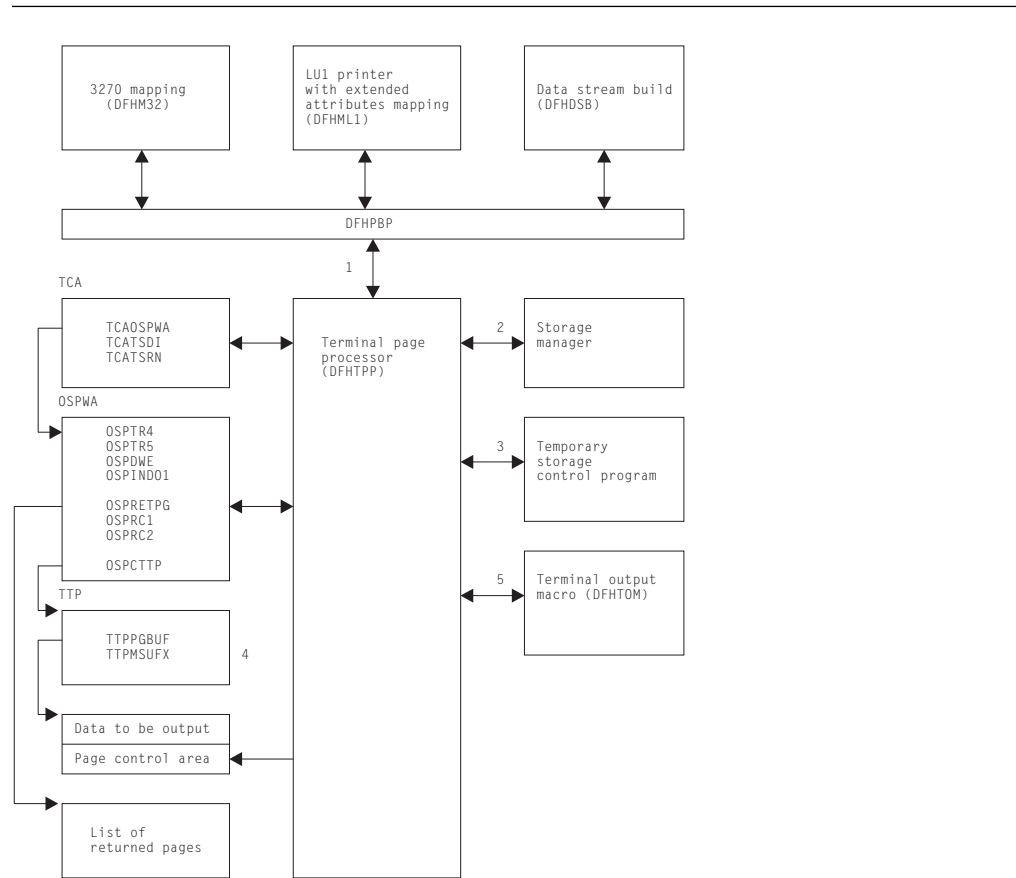 3270 mapping
(DFHM32)
LU1 printer
with extended
attributes mapping
(DFHML1)
Data stream build
(DFHDSB)
DFHPBP
1
TCA
TCAOSPWA
TCATSDI
TCATSRN
Terminal page
processor
(DFHTPP)
2
Storage
manager
OSPWA
OSPTR4
OSPTR5
OSPDWE
OSPINDO1
OSPRETPG
OSPRC1
OSPRC2
OSPCTTP
3
Temporary
storage
control program
5
Terminal output
macro (DFHTOM)
TTP
TTPPGBUF
TTPMSUFX
4
Data to be output
Page control area
List of
returned pages